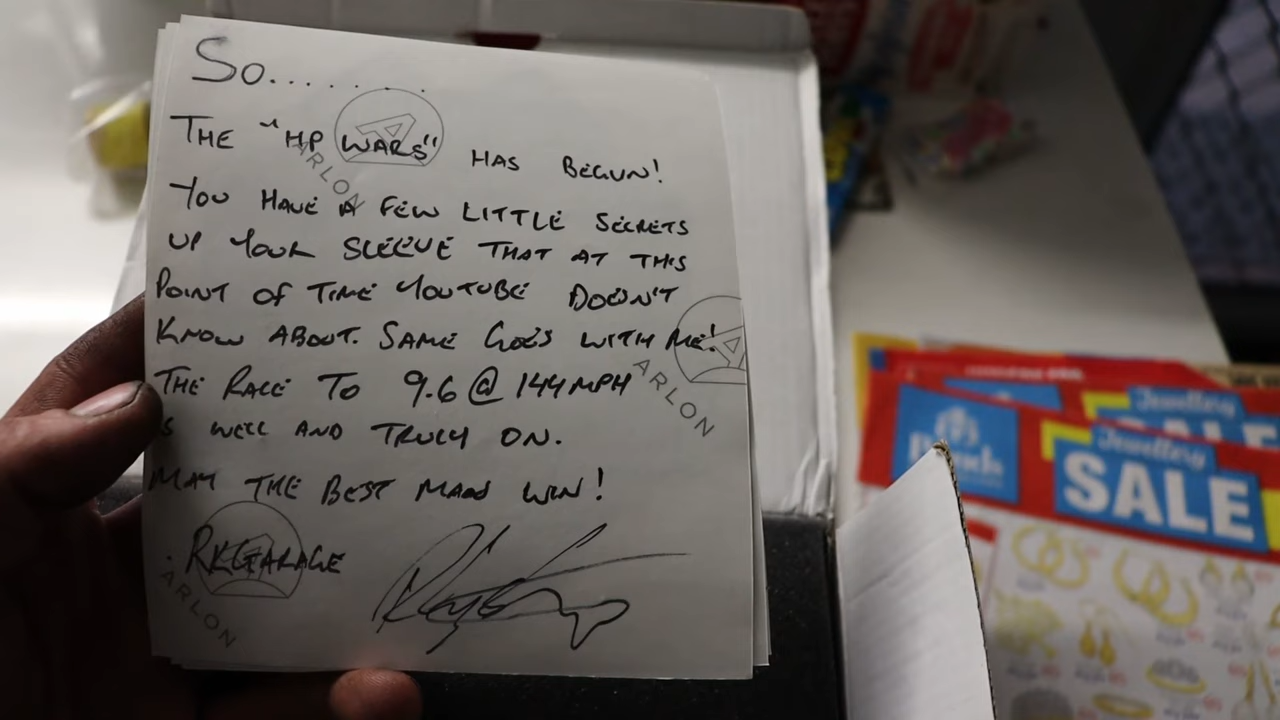 So........
THE "HP WARS" HAS BEGUN!
YOU HAVE A FEW LITTLE SECRETS
UP YOUR SLEEVE THAT AT THIS
POINT OF TIME YOUTUBE DOEN'T
KNOW ABOUT. SAME GOES WITH ME!
THE RACE TO 9.6 @ 144MPH
IS WELL AND TRULY ON.
MAY THE BEST MAN WIN!
. RKGARAGE
ARLON
ARLON
ARLON
Jewellery
SALE
Jewellery
SALE